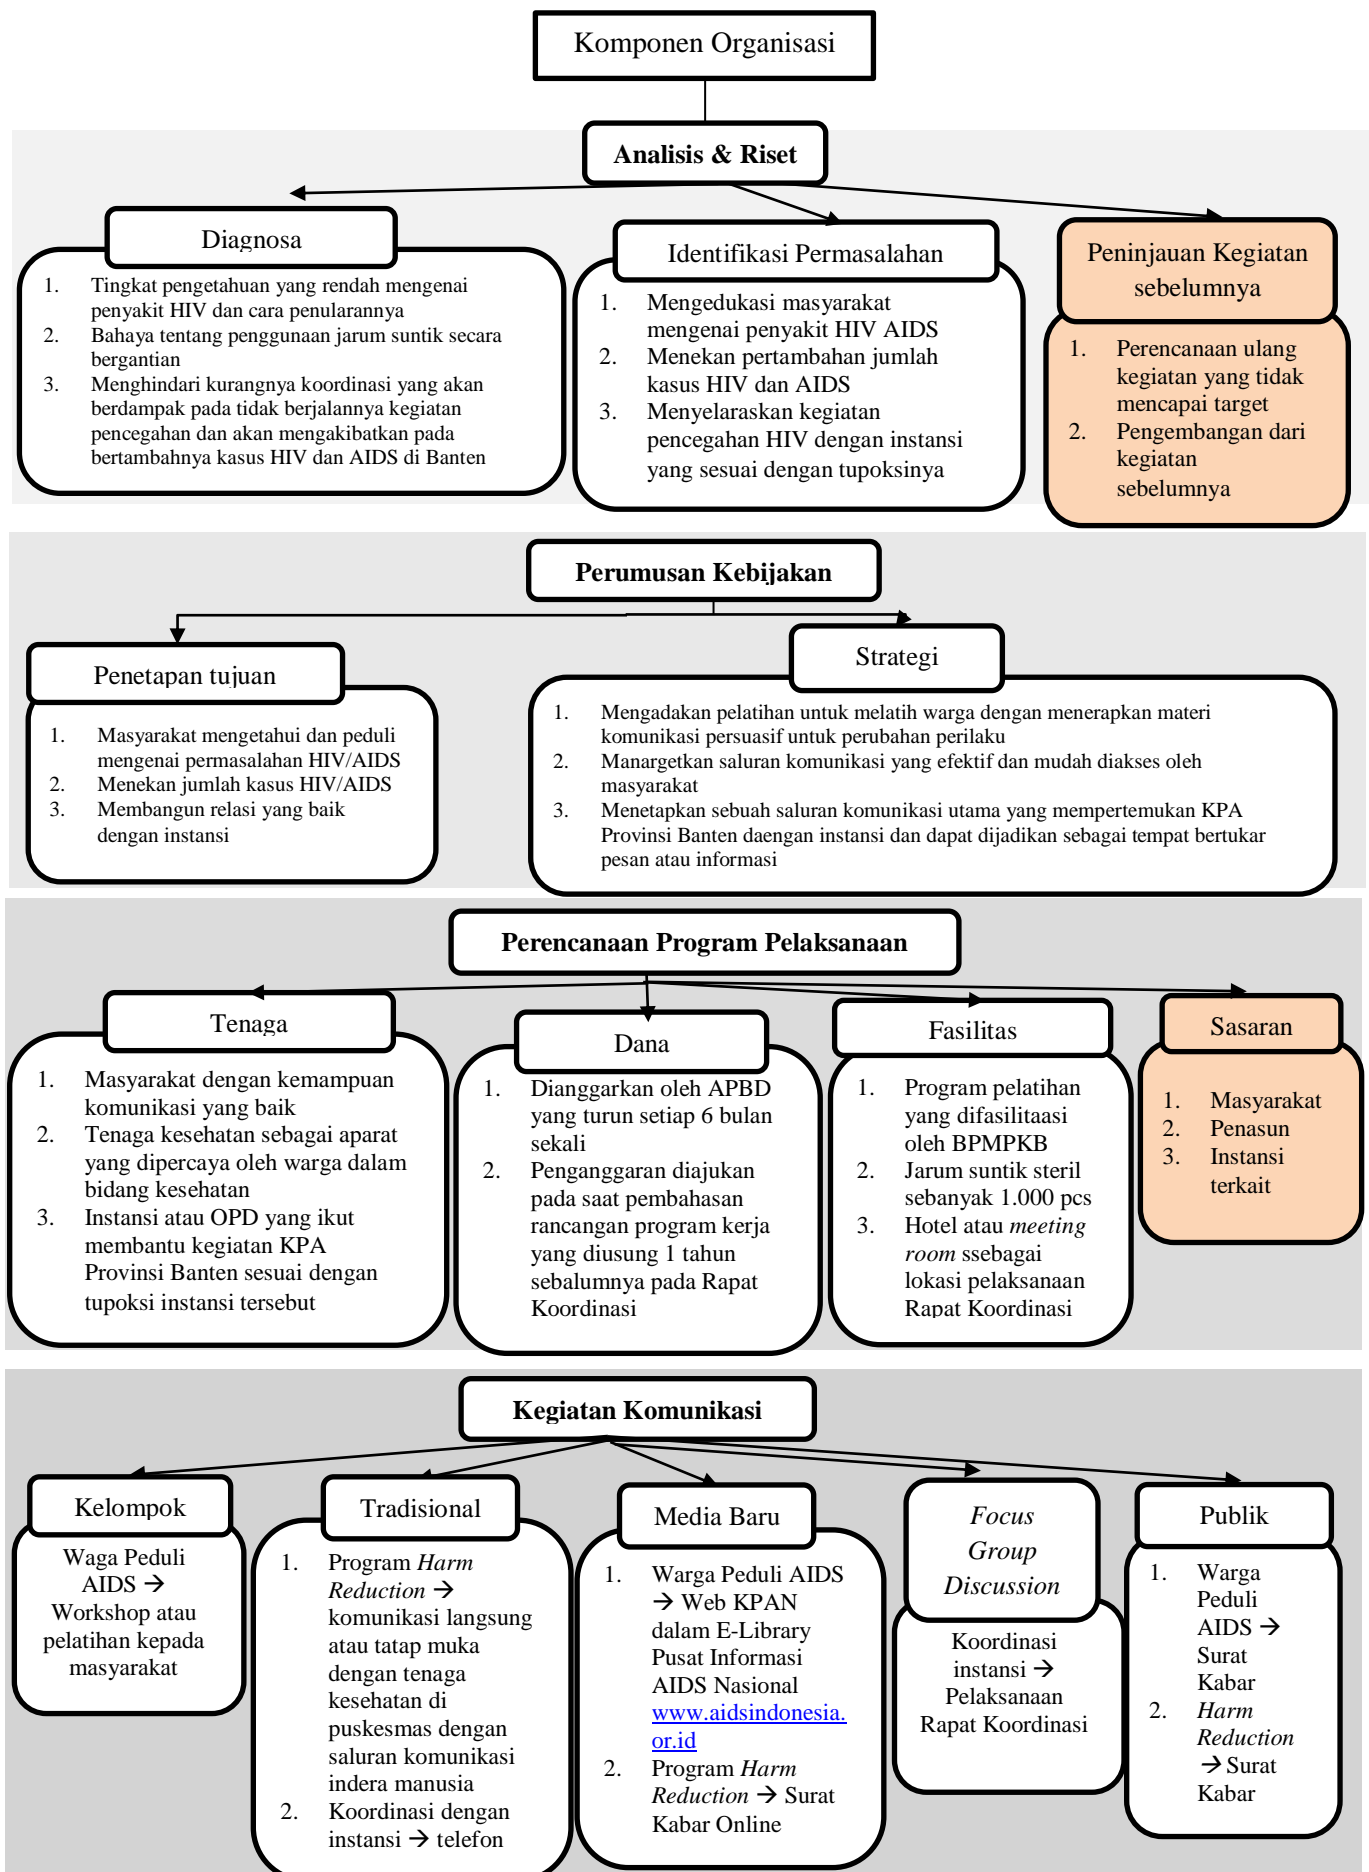 Komponen Organisasi
Analisis & Riset
Diagnosa
1. Tingkat pengetahuan yang rendah mengenai
penyakit HIV dan cara penularannya
2. Bahaya tentang penggunaan jarum suntik secara
bergantian
3. Menghindari kurangnya koordinasi yang akan
berdampak pada tidak berjalannya kegiatan
pencegahan dan akan mengakibatkan pada
bertambahnya kasus HIV dan AIDS di Banten
Identifikasi Permasalahan
1. Mengedukasi masyarakat
mengenai penyakit HIV AIDS
2. Menekan pertambahan jumlah
kasus HIV dan AIDS
3. Menyelaraskan kegiatan
pencegahan HIV dengan instansi
yang sesuai dengan tupoksinya
Peninjauan Kegiatan
sebelumnya
1. Perencanaan ulang
kegiatan yang tidak
mencapai target
2. Pengembangan dari
kegiatan
sebelumnya
Perumusan Kebijakan
Penetapan tujuan
1. Masyarakat mengetahui dan peduli
mengenai permasalahan HIV/AIDS
2. Menekan jumlah kasus HIV/AIDS
3. Membangun relasi yang baik
dengan instansi
Strategi
1. Mengadakan pelatihan untuk melatih warga dengan menerapkan materi
komunikasi persuasif untuk perubahan perilaku
2. Manargetkan saluran komunikasi yang efektif dan mudah diakses oleh
masyarakat
3. Menetapkan sebuah saluran komunikasi utama yang mempertemukan KPA
Provinsi Banten daengan instansi dan dapat dijadikan sebagai tempat bertukar
pesan atau informasi
Perencanaan Program Pelaksanaan
Tenaga
1. Masyarakat dengan kemampuan
komunikasi yang baik
2. Tenaga kesehatan sebagai aparat
yang dipercaya oleh warga dalam
bidang kesehatan
3. Instansi atau OPD yang ikut
membantu kegiatan KPA
Provinsi Banten sesuai dengan
tupoksi instansi tersebut
Dana
1. Dianggarkan oleh APBD
yang turun setiap 6 bulan
sekali
2. Penganggaran diajukan
pada saat pembahasan
rancangan program kerja
yang diusung 1 tahun
sebalumnya pada Rapat
Koordinasi
Fasilitas
1. Program pelatihan
yang difasilitaasi
oleh BPMPKB
2. Jarum suntik steril
sebanyak 1.000 pcs
3. Hotel atau meeting
room ssebagai
lokasi pelaksanaan
Rapat Koordinasi
Sasaran
1. Masyarakat
2. Penasun
3. Instansi
terkait
Kegiatan Komunikasi
Kelompok
Waga Peduli
AIDS →
Workshop atau
pelatihan kepada
masyarakat
Tradisional
1. Program Harm
Reduction →
komunikasi langsung
atau tatap muka
dengan tenaga
kesehatan di
puskesmas dengan
saluran komunikasi
indera manusia
2. Koordinasi dengan
instansi → telefon
Media Baru
1. Warga Peduli AIDS
→ Web KPAN
dalam E-Library
Pusat Informasi
AIDS Nasional
www.aidsindonesia.
or.id
2. Program Harm
Reduction → Surat
Kabar Online
Focus
Group
Discussion
Koordinasi
instansi →
Pelaksanaan
Rapat Koordinasi
Publik
1. Warga
Peduli
AIDS →
Surat
Kabar
2. Harm
Reduction
→ Surat
Kabar